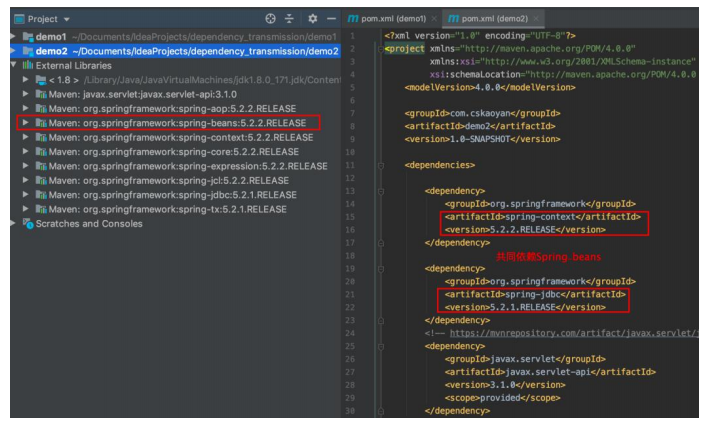 Project
demo1 ~/Documents/IdeaProjects/dependency_transmission/demo1
demo2 ~/Documents/IdeaProjects/dependency_transmission/demo2
External Libraries
< 1.8 > /Library/Java/JavaVirtualMachines/jdk1.8.0_171.jdk/Conten
Maven: javax.servlet:javax.servlet-api:3.1.0
Maven: org.springframework:spring-aop:5.2.2.RELEASE
Maven: org.springframework:spring-beans:5.2.2.RELEASE
Maven: org.springframework:spring-context:5.2.2.RELEASE
Maven: org.springframework:spring-core:5.2.2.RELEASE
Maven: org.springframework:spring-expression:5.2.2.RELEASE
Maven: org.springframework:spring-jcl:5.2.2.RELEASE
Maven: org.springframework:spring-jdbc:5.2.1.RELEASE
Maven: org.springframework:spring-tx:5.2.1.RELEASE
Scratches and Consoles
pom.xml (demo1) × pom.xml (demo2) ×
1 <?xml version="1.0" encoding="UTF-8"?>
2 <project xmlns="http://maven.apache.org/POM/4.0.0"
3 xmlns:xsi="http://www.w3.org/2001/XMLSchema-instance"
4 xsi:schemaLocation="http://maven.apache.org/POM/4.0.0
5 <modelVersion>4.0.0</modelVersion>
6
7 <groupId>com.cskaoyan</groupId>
8 <artifactId>demo2</artifactId>
9 <version>1.0-SNAPSHOT</version>
10
11 <dependencies>
12
13 <dependency>
14 <groupId>org.springframework</groupId>
15 <artifactId>spring-context</artifactId>
16 <version>5.2.2.RELEASE</version>
17 </dependency>
18 共同依赖Spring-beans
19 <dependency>
20 <groupId>org.springframework</groupId>
21 <artifactId>spring-jdbc</artifactId>
22 <version>5.2.1.RELEASE</version>
23 </dependency>
24 <!-- https://mvnrepository.com/artifact/javax.servlet/j
25 <dependency>
26 <groupId>javax.servlet</groupId>
27 <artifactId>javax.servlet-api</artifactId>
28 <version>3.1.0</version>
29 <scope>provided</scope>
30 </dependency>